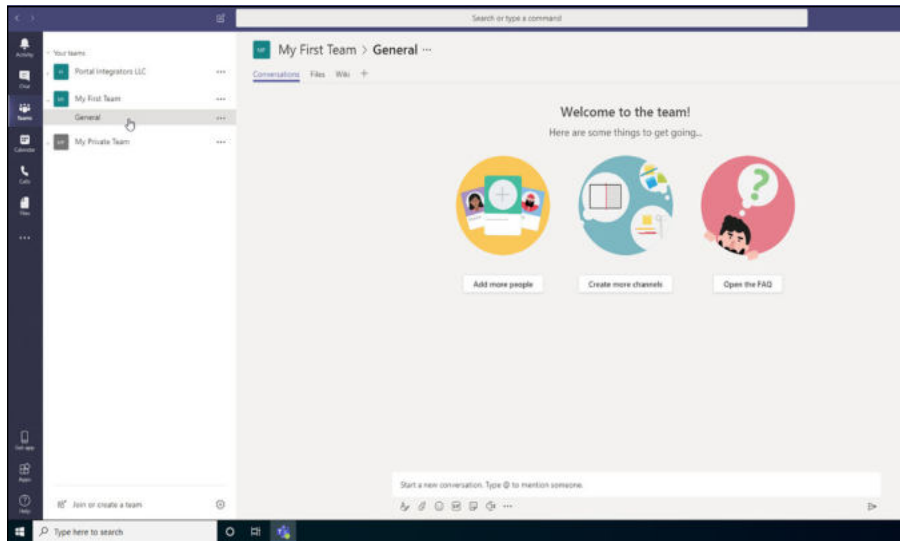 Search or type a command
Activity
Chat
Teams
Calendar
Calls
Files
Get app
Apps
Help
Your teams
Portal Integrators LLC
My First Team
General
My Private Team
Join or create a team
My First Team > General
Conversations Files Wiki
Welcome to the team!
Here are some things to get going...
Add more people
Create more channels
Open the FAQ
Start a new conversation. Type @ to mention someone.
Type here to search